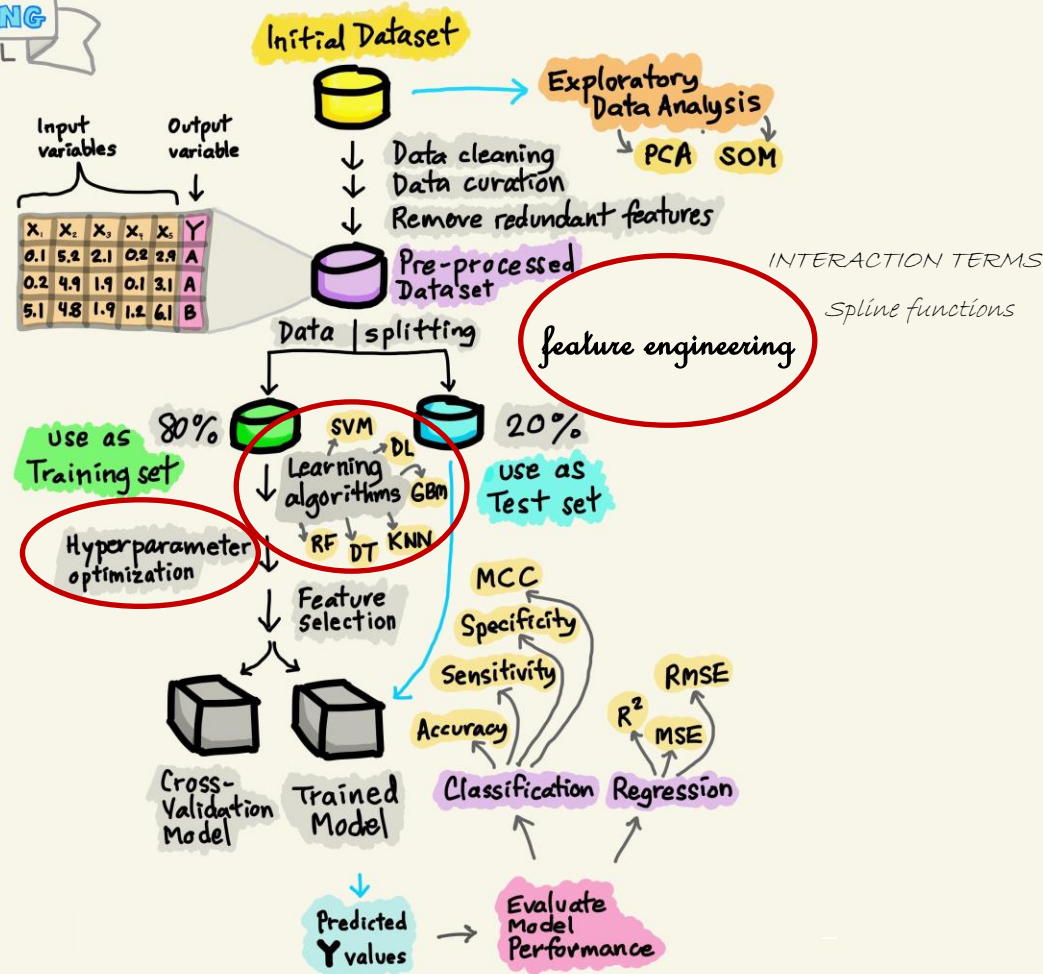 NG
L
Initial Dataset
Exploratory
Data Analysis
PCA SOM
Input
variables
Output
variable
Data cleaning
Data curation
Remove redundant features
X₁ X₂ X₃ X₄ X₅ Y
0.1 5.2 2.1 0.2 2.9 A
0.2 4.9 1.9 0.1 3.1 A
5.1 4.8 1.9 1.2 6.1 B
Pre-processed
Dataset
INTERACTION TERMS
Spline functions
feature engineering
Data splitting
80%
use as
Training set
20%
use as
Test set
Learning
algorithms
SVM
DL
GBM
KNN
DT
RF
Hyperparameter
optimization
Feature
selection
Cross-
Validation
Model
Trained
Model
MCC
Specificity
Sensitivity
Accuracy
Classification
RMSE
R²
MSE
Regression
Predicted
Y values
Evaluate
Model
Performance